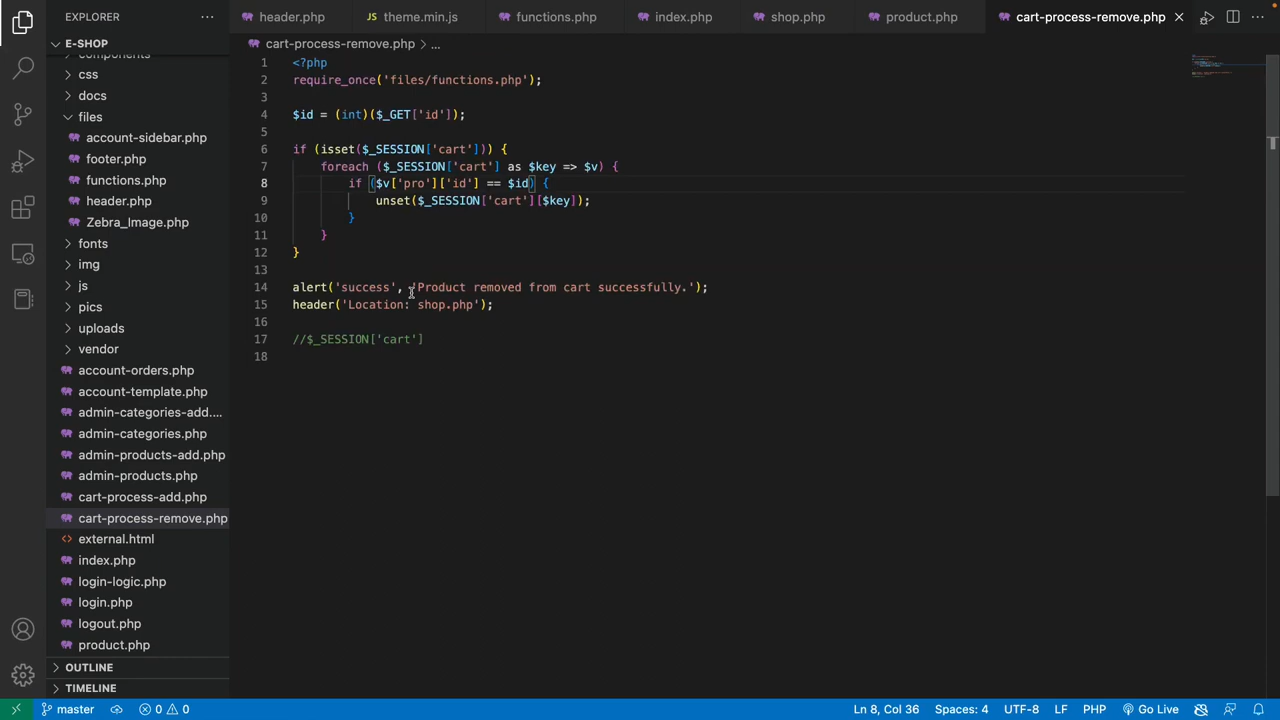 EXPLORER
header.php
JS theme.min.js
functions.php
index.php
shop.php
product.php
cart-process-remove.php
E-SHOP
cart-process-remove.php > ...
components
css
docs
files
account-sidebar.php
footer.php
functions.php
header.php
Zebra_Image.php
fonts
img
js
pics
uploads
vendor
account-orders.php
account-template.php
admin-categories-add....
admin-categories.php
admin-products-add.php
admin-products.php
cart-process-add.php
cart-process-remove.php
external.html
index.php
login-logic.php
login.php
logout.php
product.php
OUTLINE
TIMELINE
1 <?php
2 require_once('files/functions.php');
3
4 $id = (int)($_GET['id']);
5
6 if (isset($_SESSION['cart'])) {
7 foreach ($_SESSION['cart'] as $key => $v) {
8 if ($v['pro']['id'] == $id) {
9 unset($_SESSION['cart'][$key]);
10 }
11 }
12 }
13
14 alert('success', 'Product removed from cart successfully.');
15 header('Location: shop.php');
16
17 //$_SESSION['cart']
18
master
0
0
Ln 8, Col 36
Spaces: 4
UTF-8
LF
PHP
Go Live